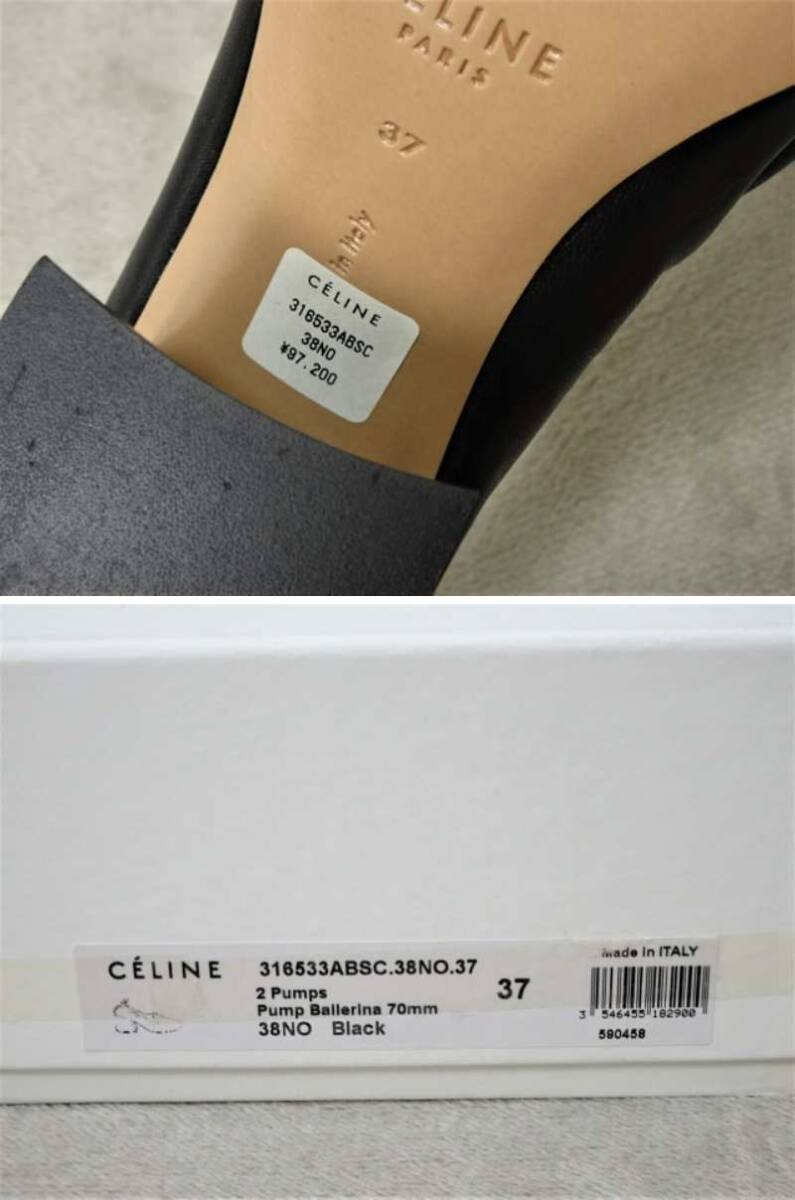 ELINE
PARIS
37
in Italy
CÉLINE
316533ABSC
38NO
¥97.200
CÉLINE
316533ABSC.38NO.37
2 Pumps
Pump Ballerina 70mm
38NO Black
37
Made in ITALY
3 546455 182900
590458